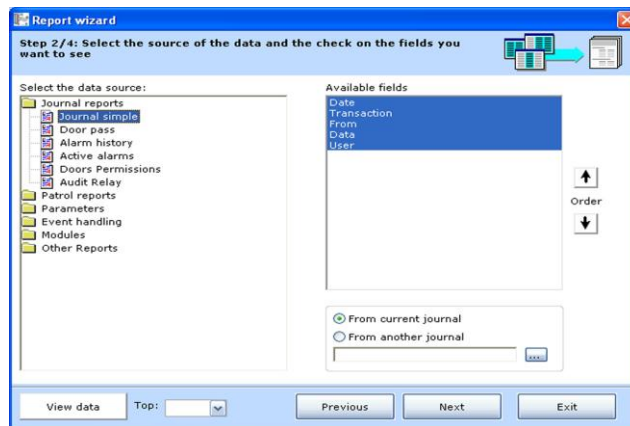 Report wizard
Step 2/4: Select the source of the data and the check on the fields you
want to see
Select the data source:
Journal reports
Journal simple
Door pass
Alarm history
Active alarms
Doors Permissions
Audit Relay
Patrol reports
Parameters
Event handling
Modules
Other Reports
Available fields
Date
Transaction
From
Data
User
Order
From current journal
From another journal
...
View data
Top:
Previous
Next
Exit